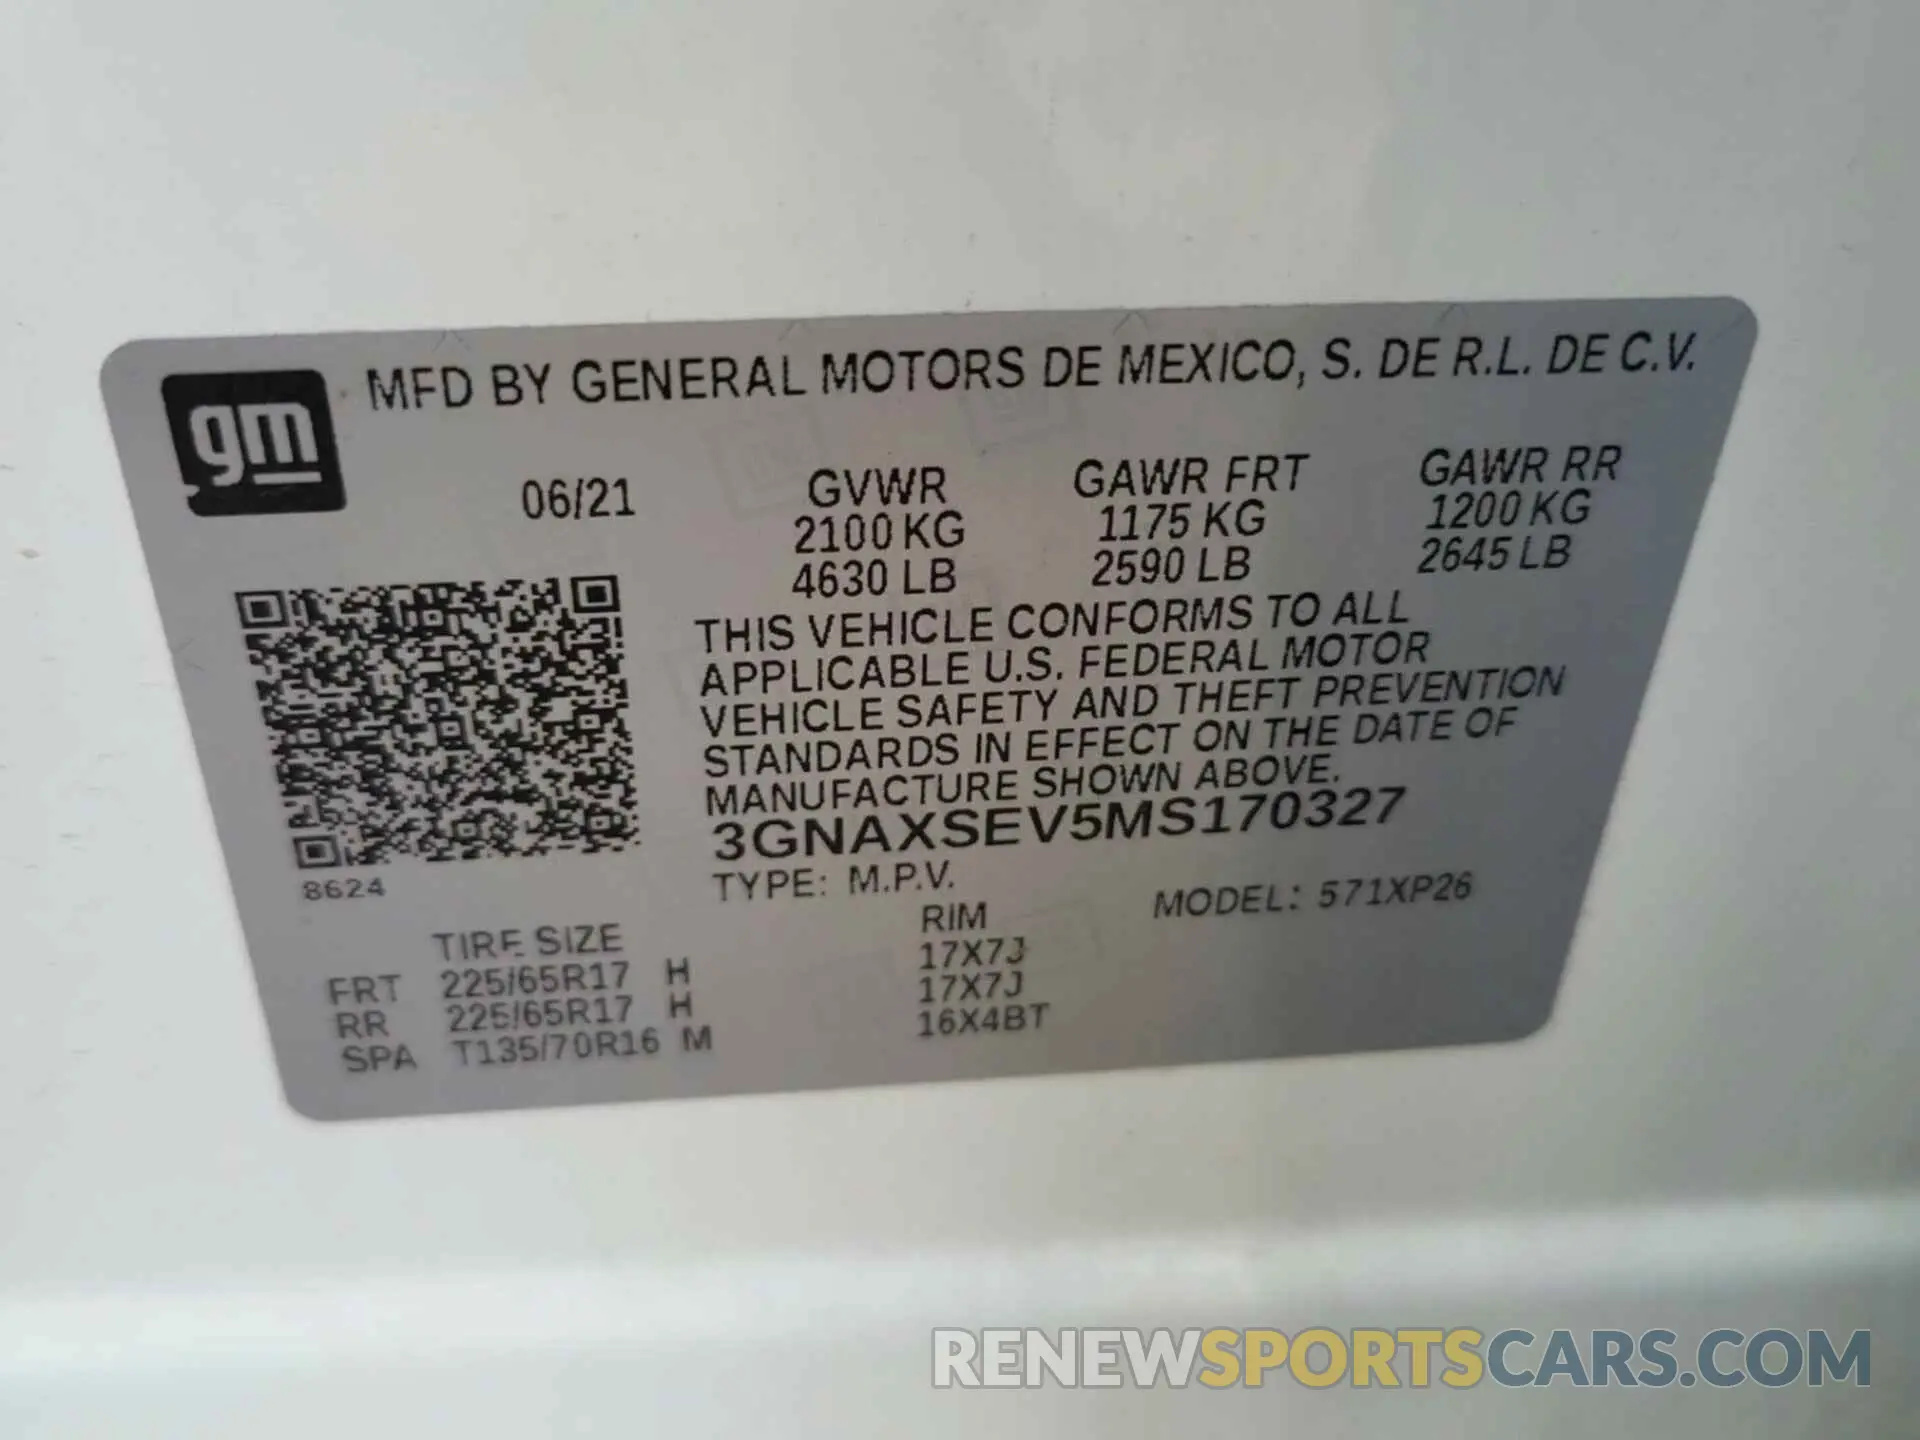 gm
MFD BY GENERAL MOTORS DE MEXICO, S. DE R.L. DE C.V.
06/21 GVWR GAWR FRT GAWR RR
2100 KG 1175 KG 1200 KG
4630 LB 2590 LB 2645 LB
THIS VEHICLE CONFORMS TO ALL
APPLICABLE U.S. FEDERAL MOTOR
VEHICLE SAFETY AND THEFT PREVENTION
STANDARDS IN EFFECT ON THE DATE OF
MANUFACTURE SHOWN ABOVE.
3GNAXSEV5MS170327
8624
TYPE: M.P.V. MODEL: 571XP26
TIRE SIZE RIM
FRT 225/65R17 H 17X7J
RR 225/65R17 H 17X7J
SPA T135/70R16 M 16X4BT
RENEWSPORTSCARS.COM